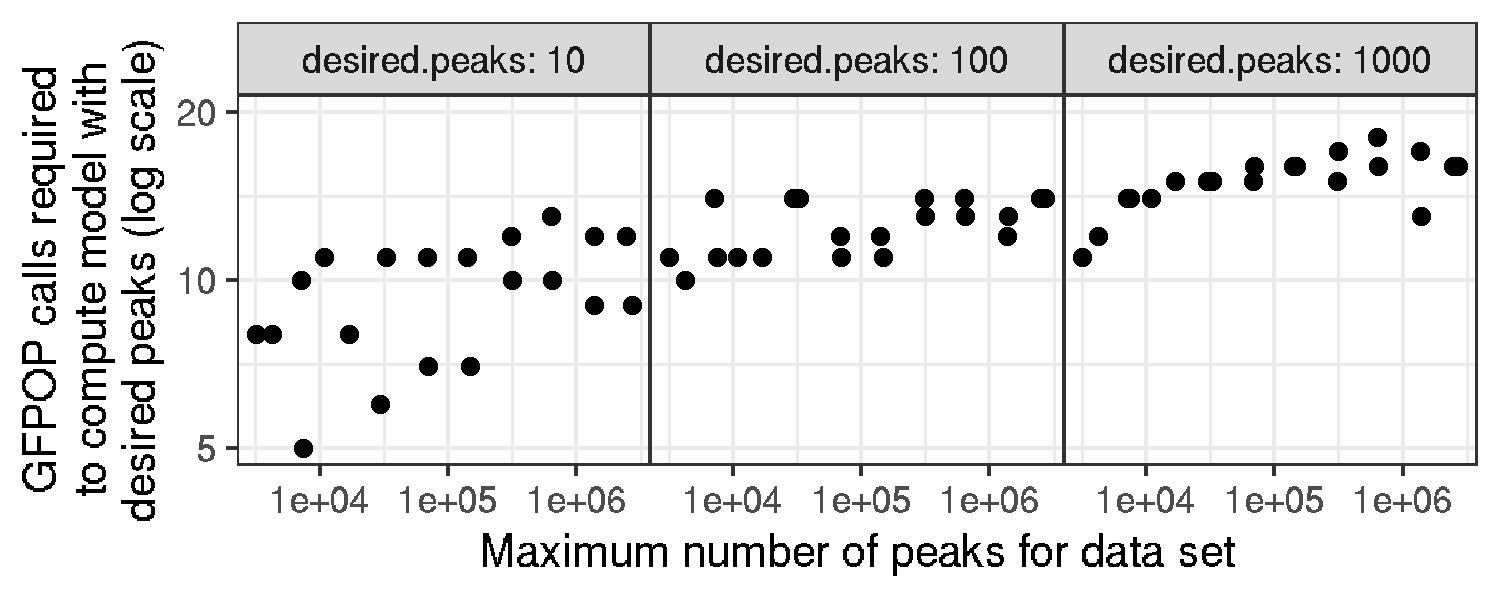 desired.peaks: 10
desired.peaks: 100
desired.peaks: 1000
GFPOP calls required
to compute model with
desired peaks (log scale)
20
10
5
1e+04 1e+05 1e+06
1e+04 1e+05 1e+06
1e+04 1e+05 1e+06
Maximum number of peaks for data set